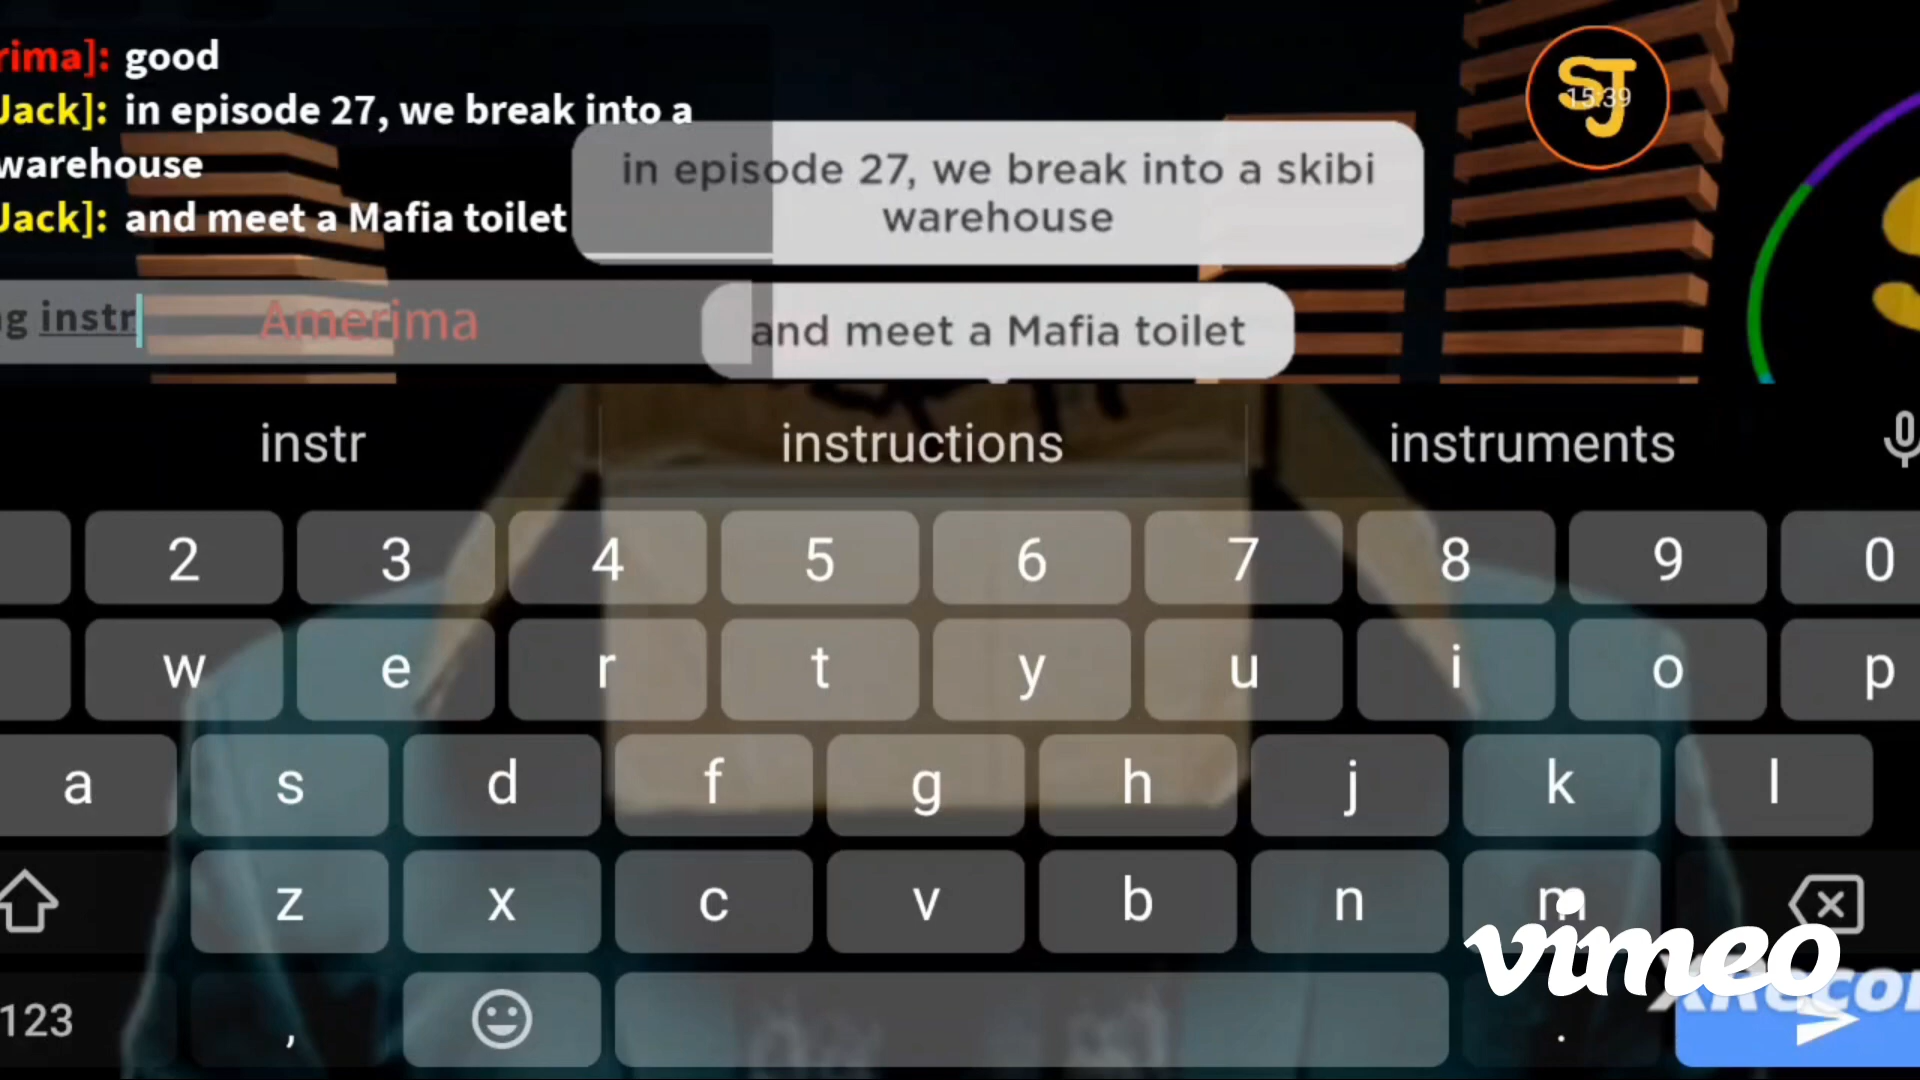 rima]: good
Jack]: in episode 27, we break into a
warehouse
Jack]: and meet a Mafia toilet
in episode 27, we break into a skibi
warehouse
and meet a Mafia toilet
SJ
15:39
g instr
Amerima
instr instructions instruments
2 3 4 5 6 7 8 9 0
w e r t y u i o p
a s d f g h j k l
z x c v b n m
123 , .
vimeo
XRecor